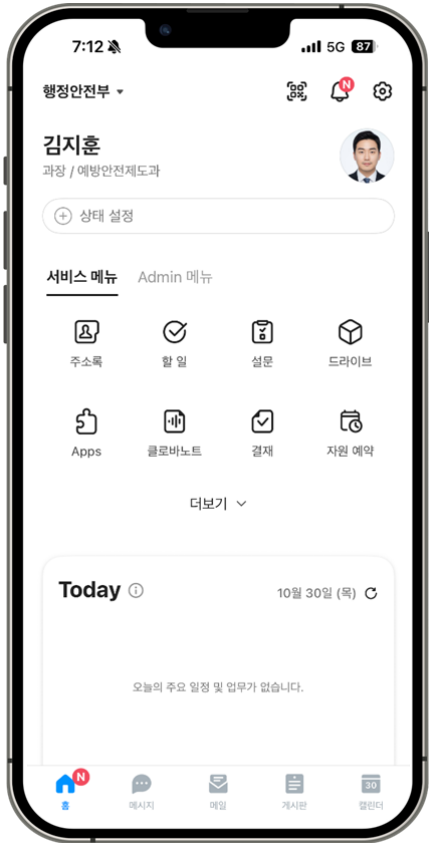 7:12 5G 87
행정안전부
N
김지훈
과장 / 예방안전제도과
상태 설정
서비스 메뉴 Admin 메뉴
주소록 할 일 설문 드라이브
Apps 클로바노트 결재 자원 예약
더보기
Today 10월 30일 (목)
오늘의 주요 일정 및 업무가 없습니다.
N 30
홈 메시지 메일 게시판 캘린더